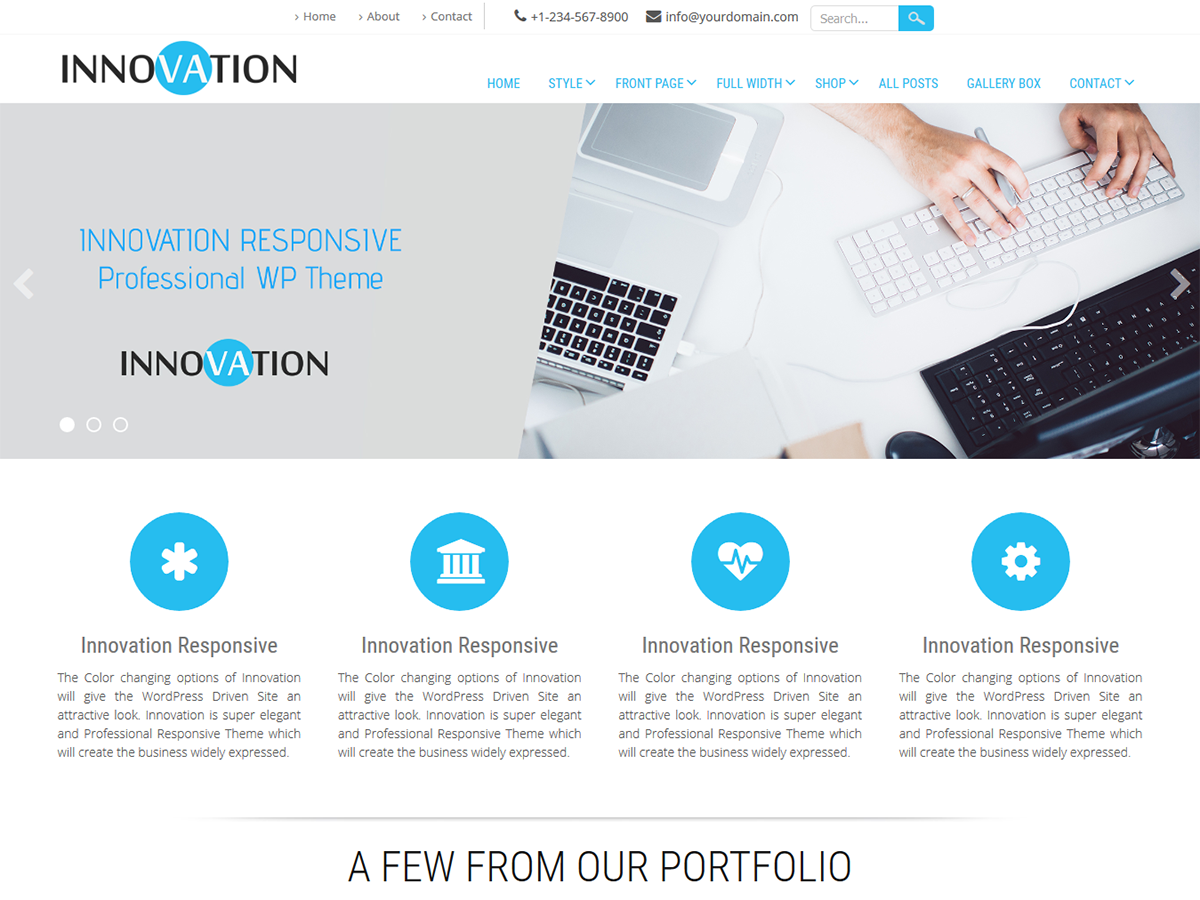 › Home › About › Contact +1-234-567-8900 info@yourdomain.com Search...
INNOVATION
HOME STYLE FRONT PAGE FULL WIDTH SHOP ALL POSTS GALLERY BOX CONTACT
INNOVATION RESPONSIVE
Professional WP Theme
INNOVATION
Innovation Responsive
The Color changing options of Innovation
will give the WordPress Driven Site an
attractive look. Innovation is super elegant
and Professional Responsive Theme which
will create the business widely expressed.
Innovation Responsive
The Color changing options of Innovation
will give the WordPress Driven Site an
attractive look. Innovation is super elegant
and Professional Responsive Theme which
will create the business widely expressed.
Innovation Responsive
The Color changing options of Innovation
will give the WordPress Driven Site an
attractive look. Innovation is super elegant
and Professional Responsive Theme which
will create the business widely expressed.
Innovation Responsive
The Color changing options of Innovation
will give the WordPress Driven Site an
attractive look. Innovation is super elegant
and Professional Responsive Theme which
will create the business widely expressed.
A FEW FROM OUR PORTFOLIO